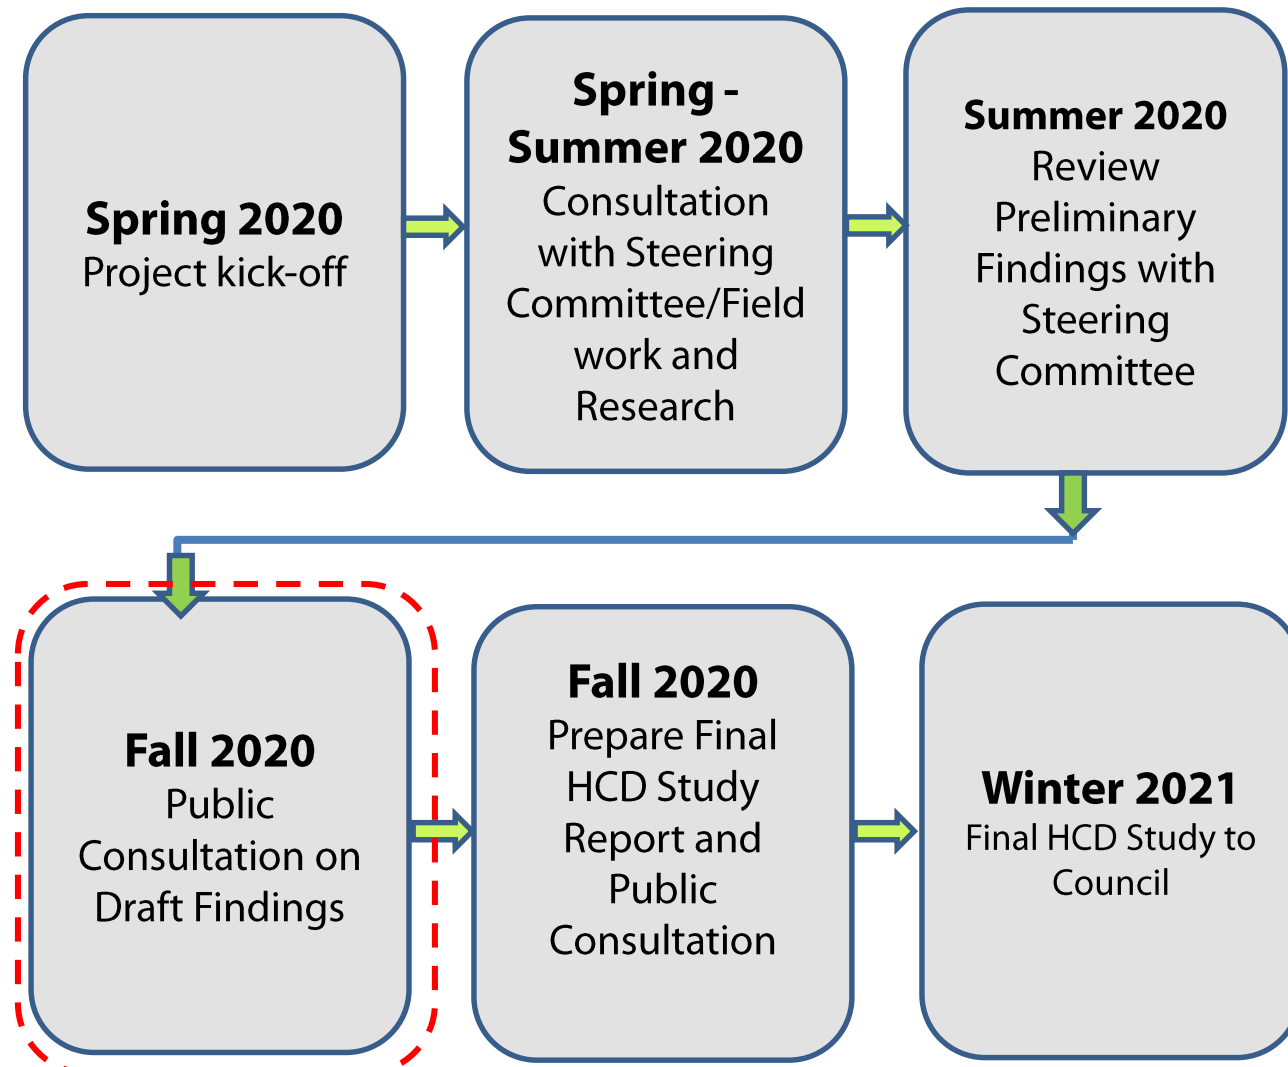 Spring 2020
Project kick-off
Spring -
Summer 2020
Consultation
with Steering
Committee/Field
work and
Research
Summer 2020
Review
Preliminary
Findings with
Steering
Committee
Fall 2020
Public
Consultation on
Draft Findings
Fall 2020
Prepare Final
HCD Study
Report and
Public
Consultation
Winter 2021
Final HCD Study to
Council